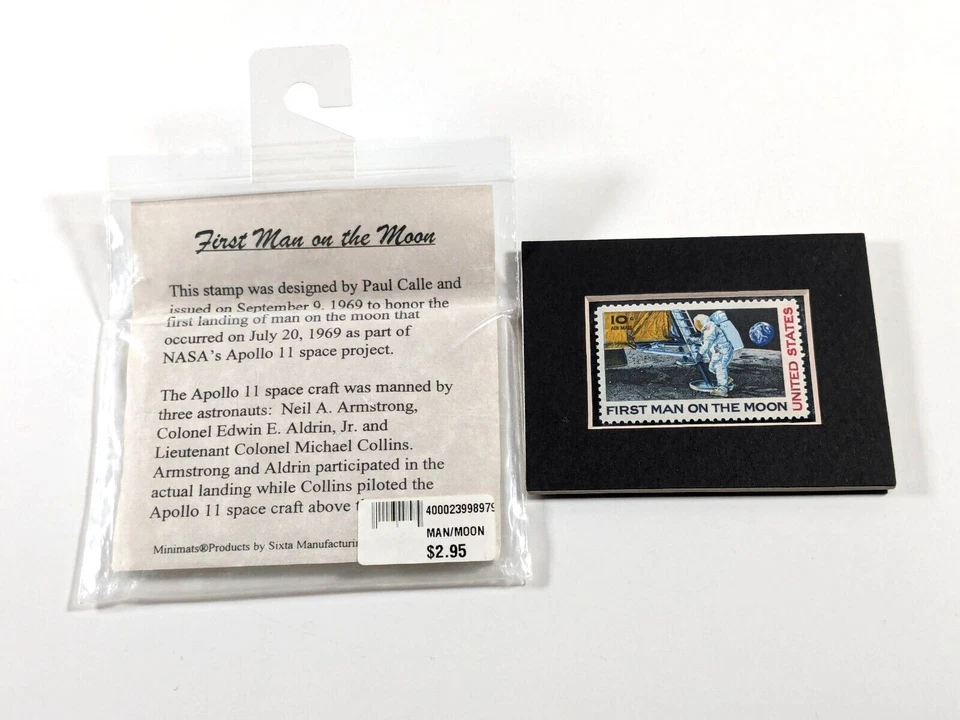 First Man on the Moon
This stamp was designed by Paul Calle and
issued on September 9, 1969 to honor the
first landing of man on the moon that
occurred on July 20, 1969 as part of
NASA's Apollo 11 space project.
The Apollo 11 space craft was manned by
three astronauts: Neil A. Armstrong,
Colonel Edwin E. Aldrin, Jr. and
Lieutenant Colonel Michael Collins.
Armstrong and Aldrin participated in the
actual landing while Collins piloted the
Apollo 11 space craft above
Minimats®Products by Sixta
400023998979
MAN/MOON
$2.95
10c
AIR MAIL
UNITED STATES
FIRST MAN ON THE MOON